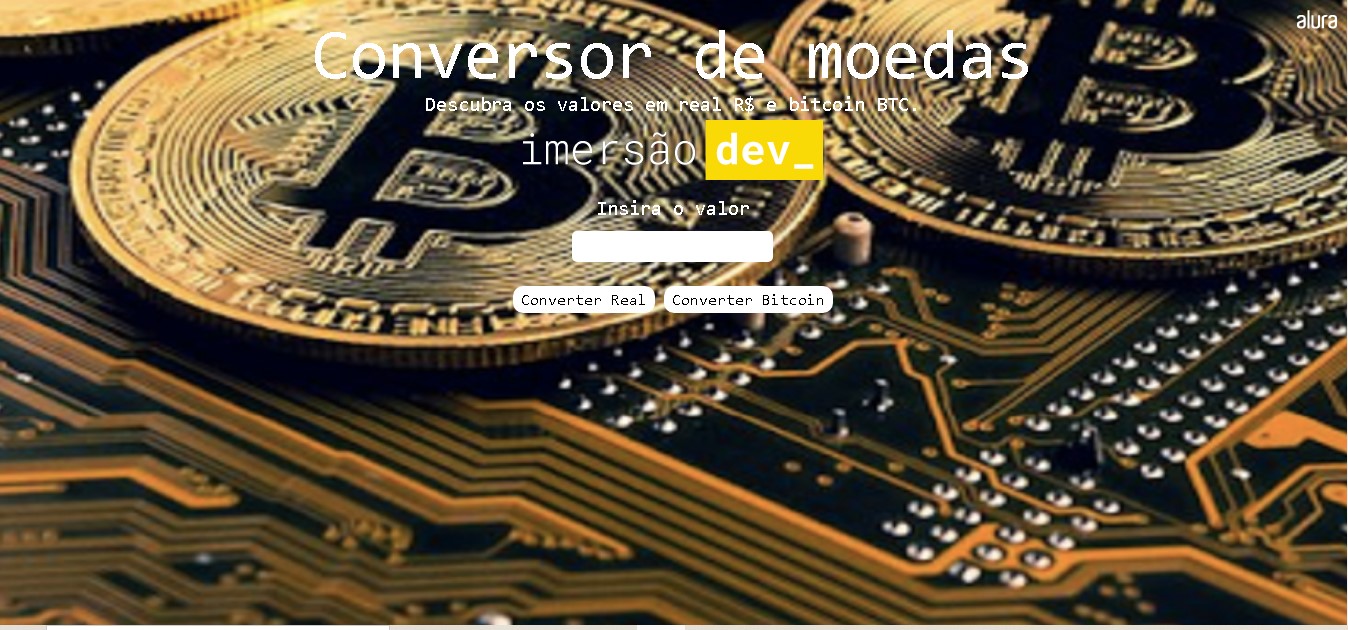 alura
Conversor de moedas
Descubra os valores em real R$ e bitcoin BTC.
imersão dev_
Insira o valor
Converter Real Converter Bitcoin